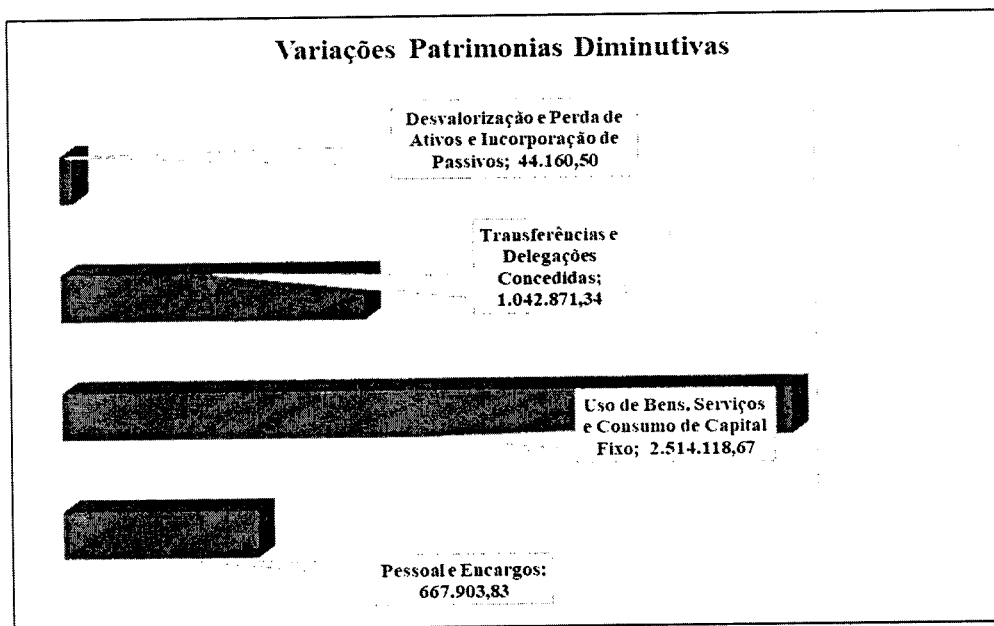 Variações Patrimonias Diminutivas
Desvalorização e Perda de
Ativos e Incorporação de
Passivos; 44.160,50
Transferências e
Delegações
Concedidas;
1.042.871,34
Uso de Bens, Serviços
e Consumo de Capital
Fixo; 2.514.118,67
Pessoal e Encargos;
667.903,83